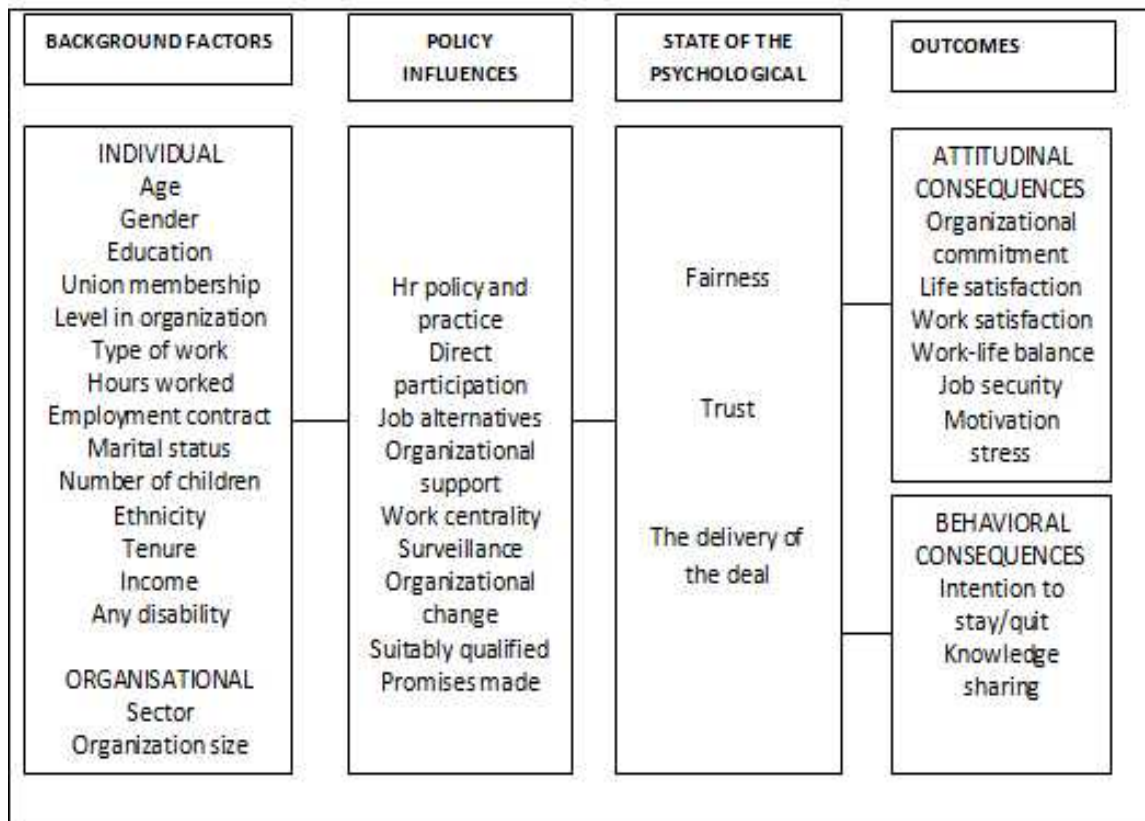 BACKGROUND FACTORS
INDIVIDUAL
Age
Gender
Education
Union membership
Level in organization
Type of work
Hours worked
Employment contract
Marital status
Number of children
Ethnicity
Tenure
Income
Any disability
ORGANISATIONAL
Sector
Organization size
POLICY
INFLUENCES
Hr policy and
practice
Direct
participation
Job alternatives
Organizational
support
Work centrality
Surveillance
Organizational
change
Suitably qualified
Promises made
STATE OF THE
PSYCHOLOGICAL
Fairness
Trust
The delivery of
the deal
OUTCOMES
ATTITUDINAL
CONSEQUENCES
Organizational
commitment
Life satisfaction
Work satisfaction
Work-life balance
Job security
Motivation
stress
BEHAVIORAL
CONSEQUENCES
Intention to
stay/quit
Knowledge
sharing